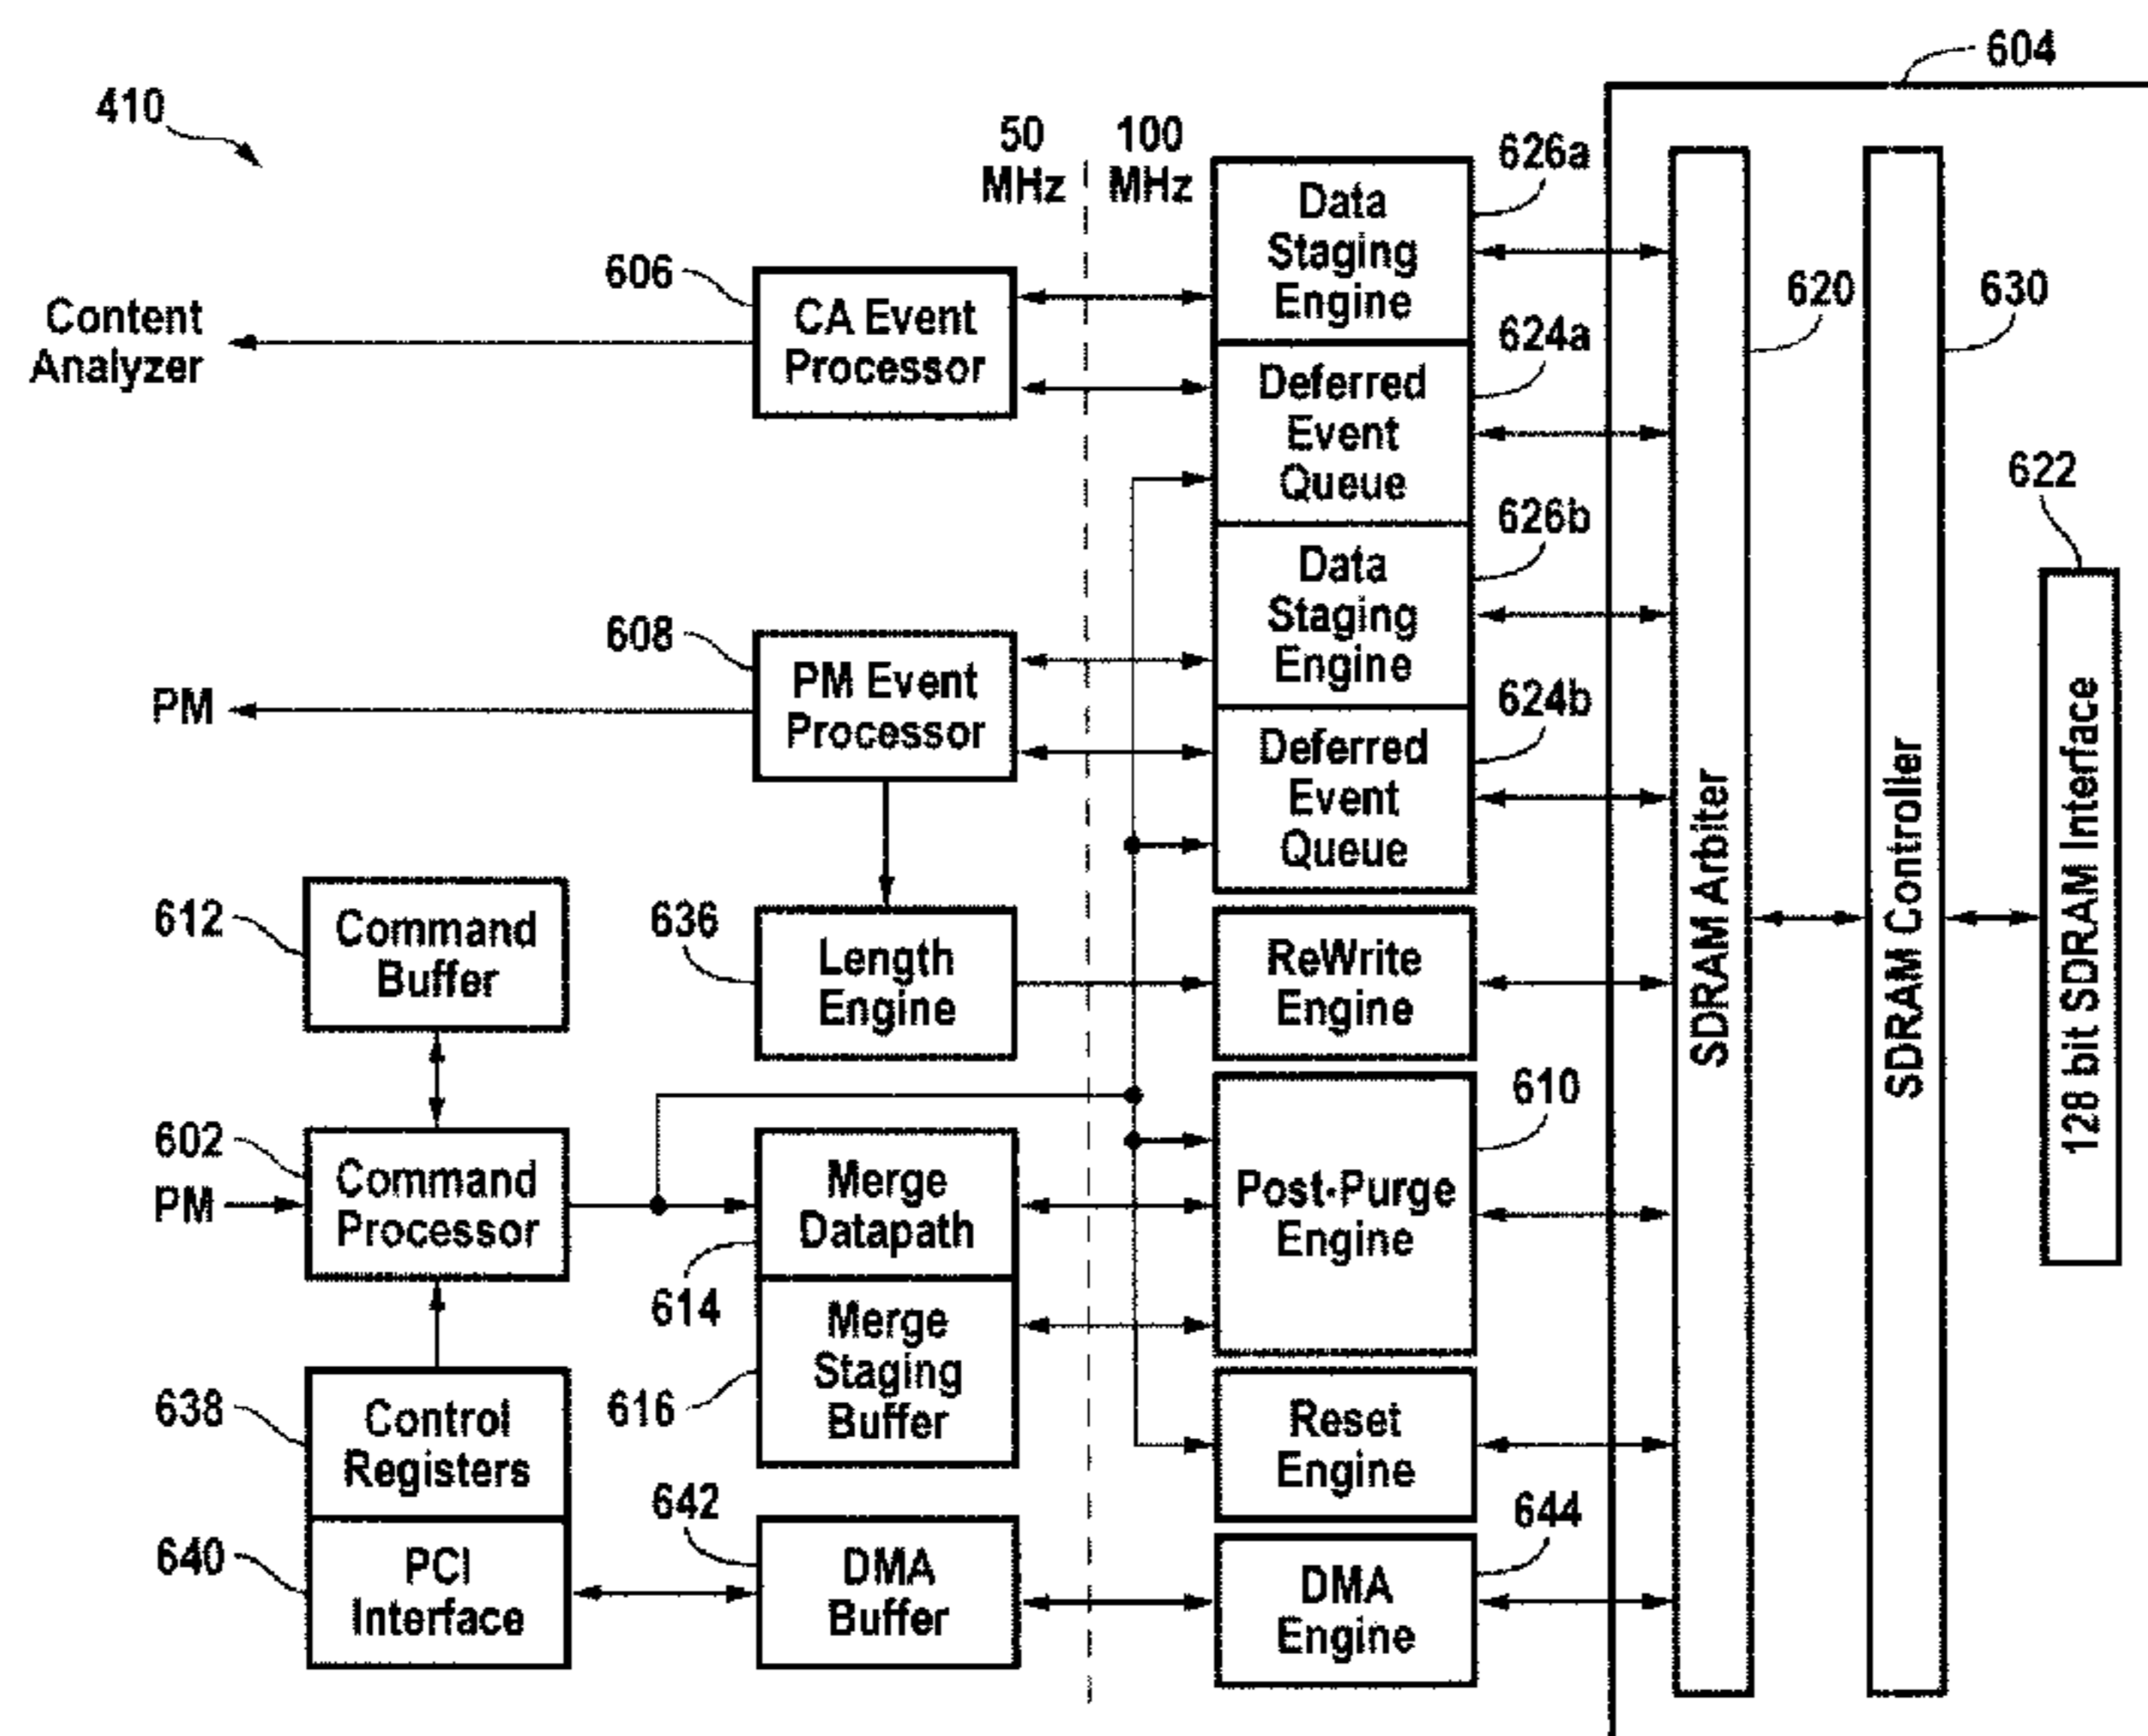 604
410
50
MHz
100
MHz
626a
Data
Staging
Engine
606
CA Event
Processor
Content
Analyzer
620
630
624a
Deferred
Event
Queue
622
626b
Data
Staging
Engine
608
PM Event
Processor
PM
624b
Deferred
Event
Queue
SDRAM Arbiter
SDRAM Controller
128 bit SDRAM Interface
612
Command
Buffer
636
Length
Engine
ReWrite
Engine
610
602
PM
Command
Processor
Merge
Datapath
Post-Purge
Engine
614
Merge
Staging
Buffer
616
638
Control
Registers
Reset
Engine
642
644
640
PCI
Interface
DMA
Buffer
DMA
Engine